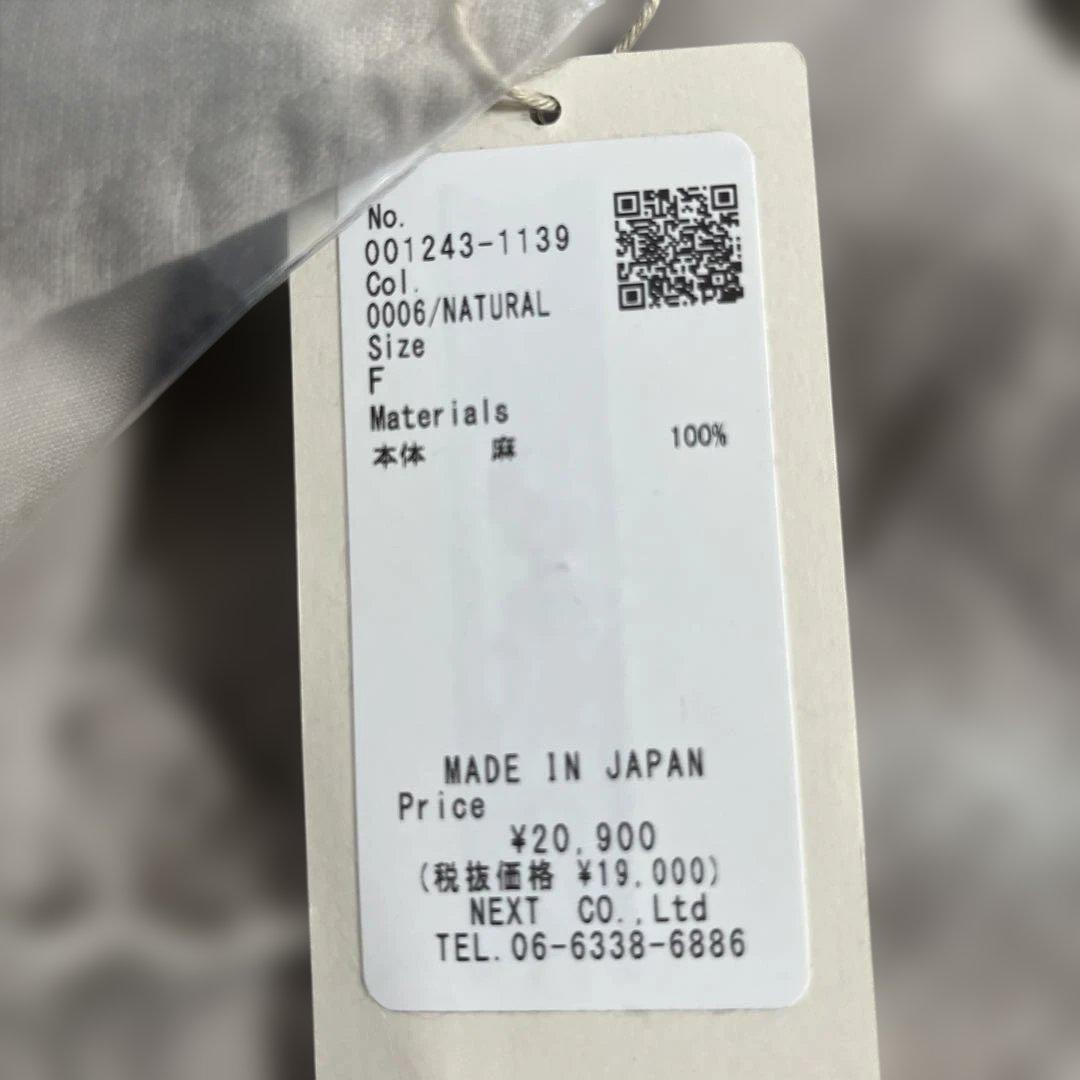 No.
001243-1139
Col.
0006/NATURAL
Size
F
Materials
本体 麻 100%
MADE IN JAPAN
Price
¥20,900
(税抜価格 ¥19,000)
NEXT CO.,Ltd
TEL.06-6338-6886